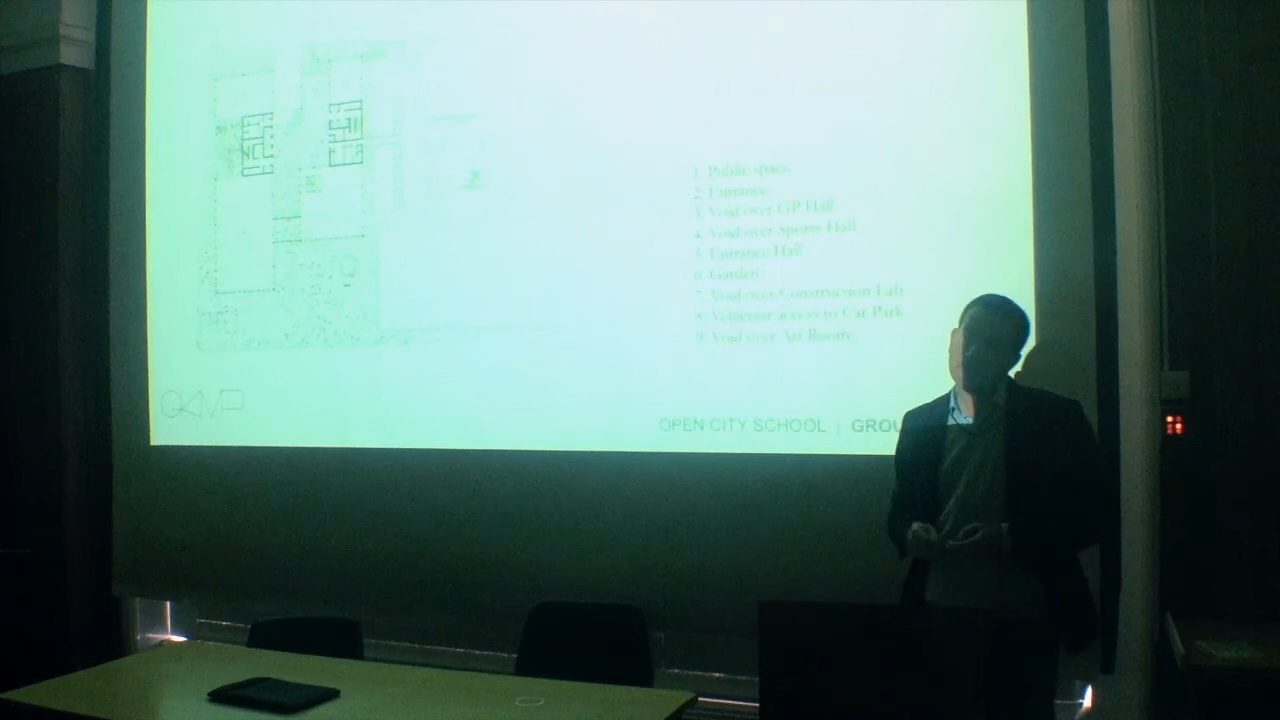 1. Public space
2. Entrance
3. Void over GP Hall
4. Void over Sports Hall
5. Entrance Hall
6. Garden
7. Void over Construction Lab
8. Vehicular access to Car Park
9. Void over Art Room
OPEN CITY SCHOOL | GROU